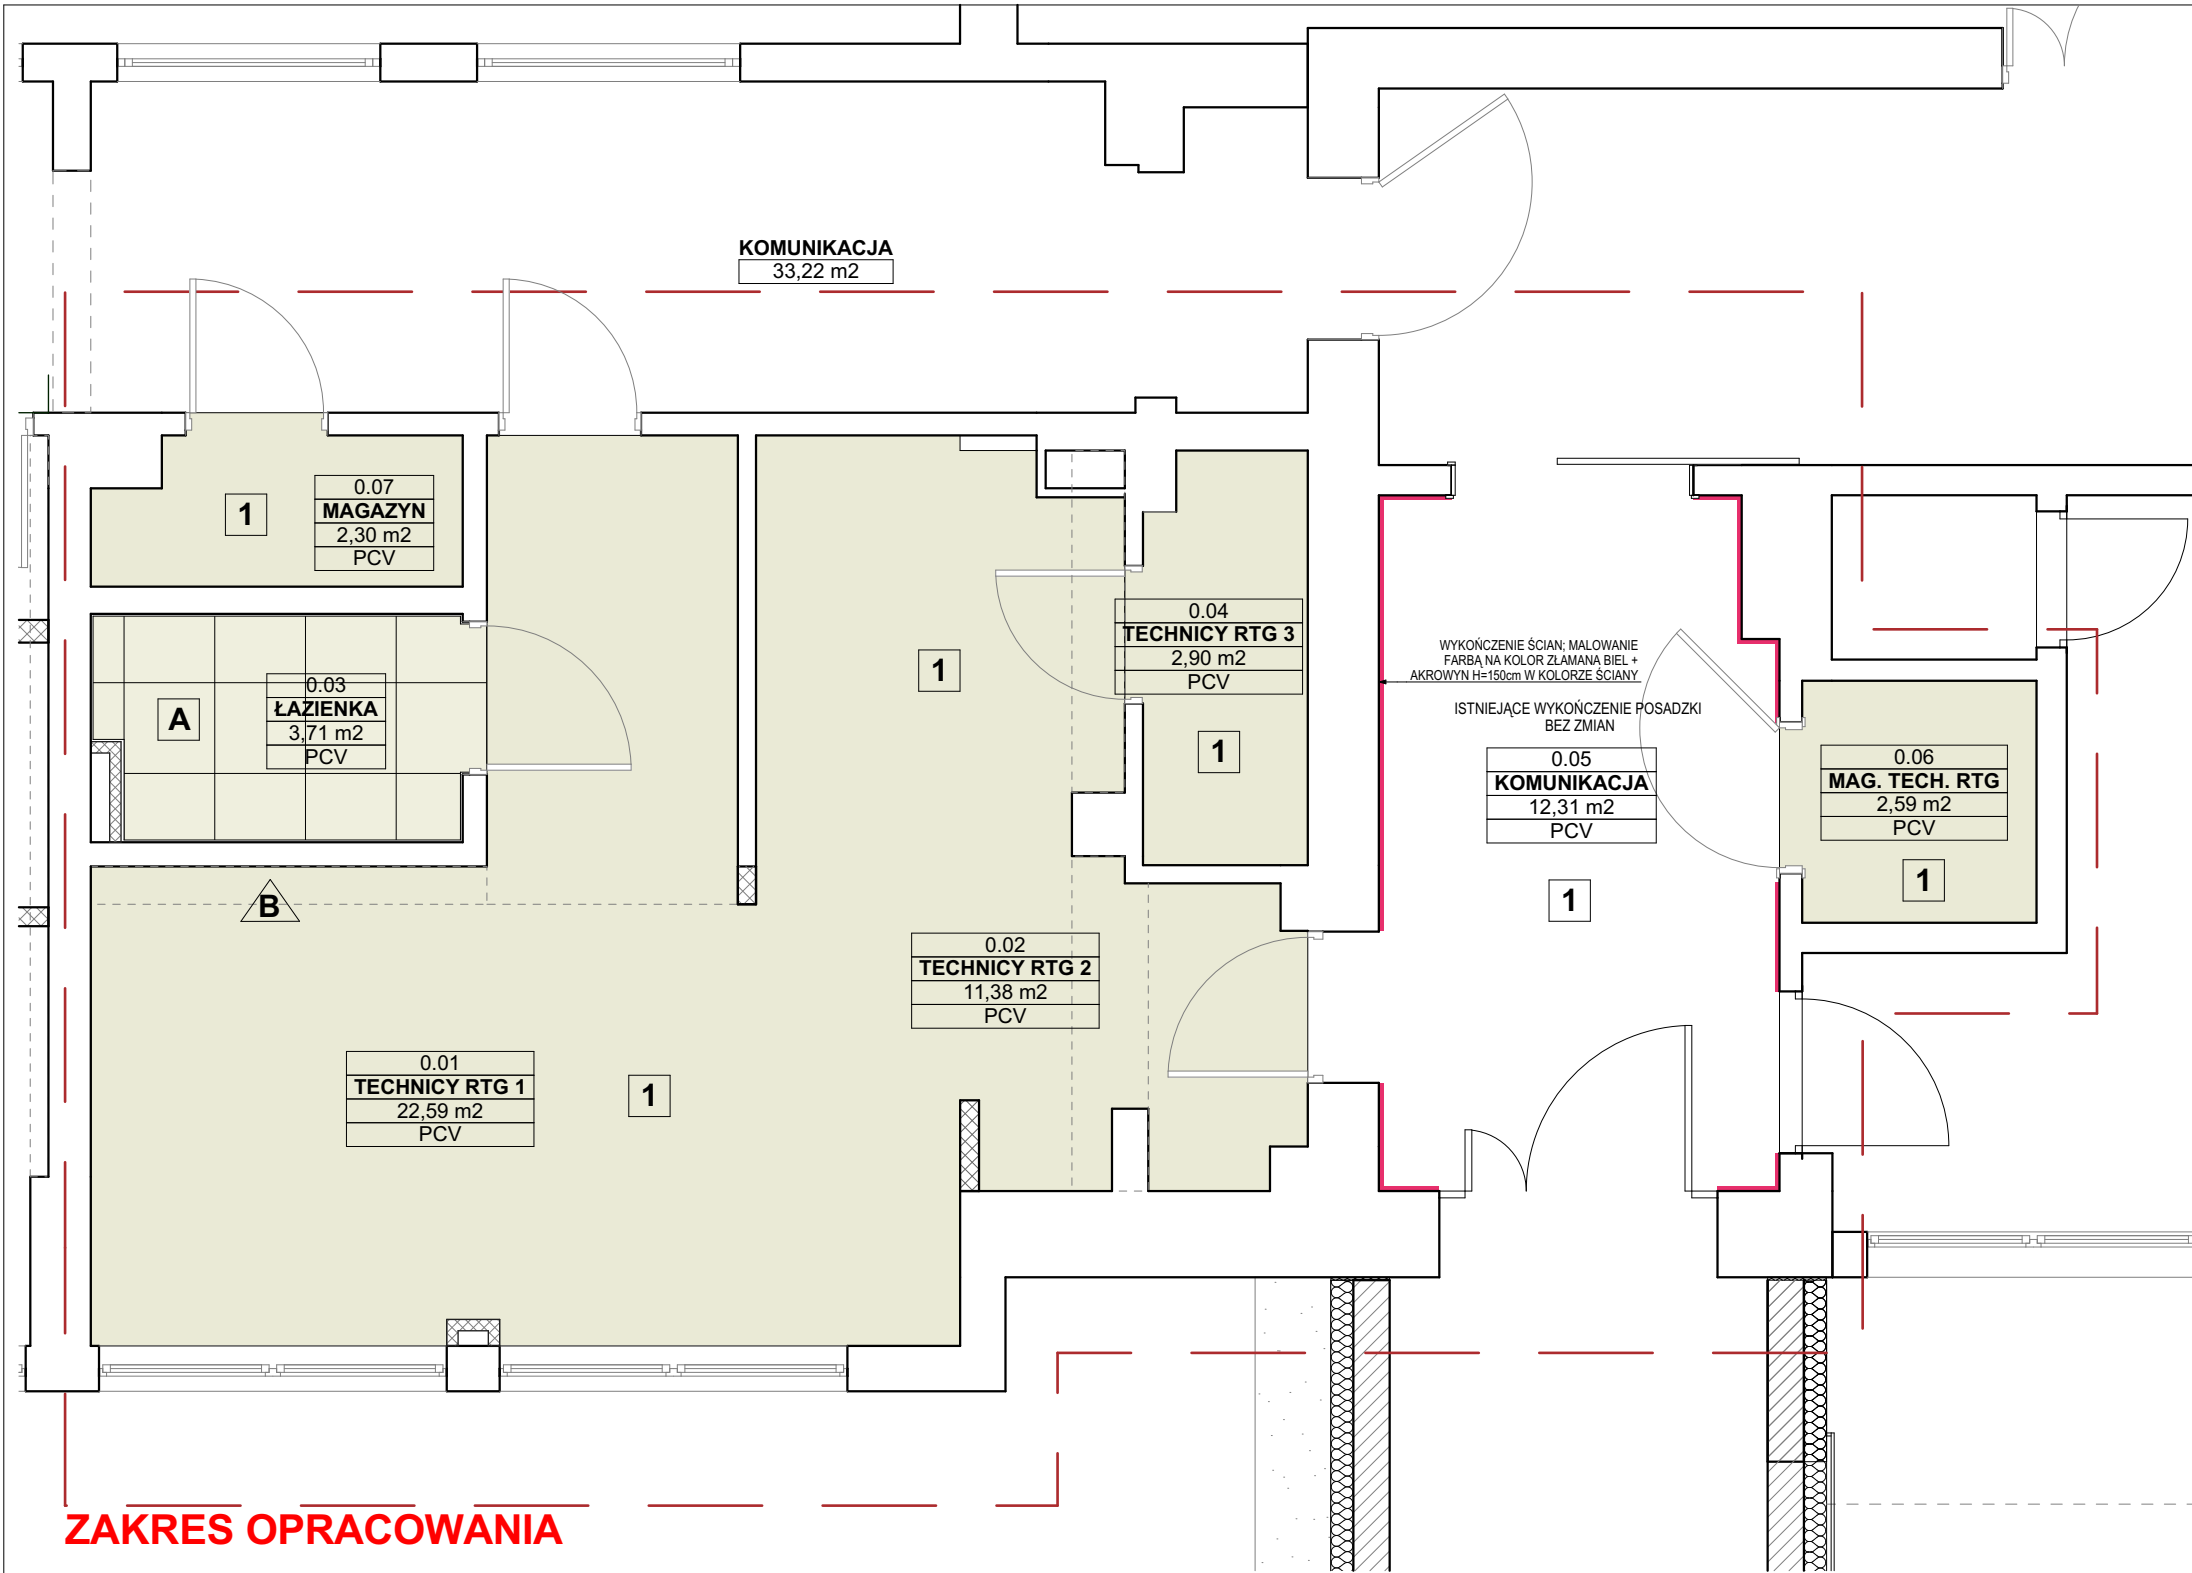 KOMUNIKACJA
33,22 m2
0.07
MAGAZYN
2,30 m2
PCV
1
0.04
TECHNICY RTG 3
2,90 m2
PCV
1
1
WYKOŃCZENIE ŚCIAN; MALOWANIE
FARBĄ NA KOLOR ZŁAMANA BIEL +
AKROWYN H=150cm W KOLORZE ŚCIANY
ISTNIEJĄCE WYKOŃCZENIE POSADZKI
BEZ ZMIAN
0.03
ŁAZIENKA
3,71 m2
PCV
A
0.05
KOMUNIKACJA
12,31 m2
PCV
1
0.06
MAG. TECH. RTG
2,59 m2
PCV
1
B
0.02
TECHNICY RTG 2
11,38 m2
PCV
0.01
TECHNICY RTG 1
22,59 m2
PCV
1
ZAKRES OPRACOWANIA